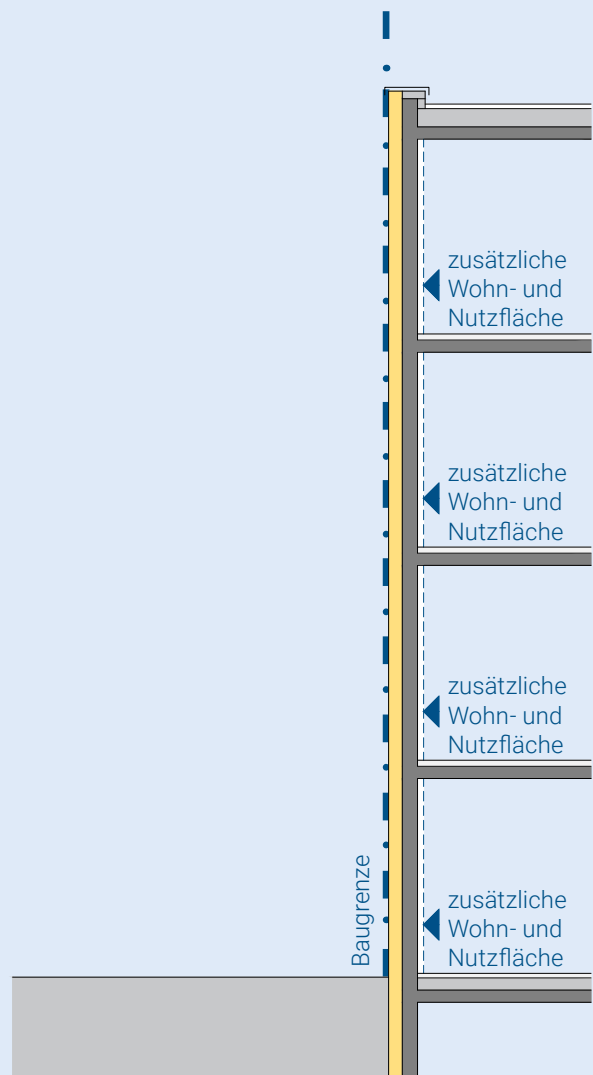 zusätzliche
Wohn- und
Nutzfläche
zusätzliche
Wohn- und
Nutzfläche
zusätzliche
Wohn- und
Nutzfläche
Baugrenze
zusätzliche
Wohn- und
Nutzfläche